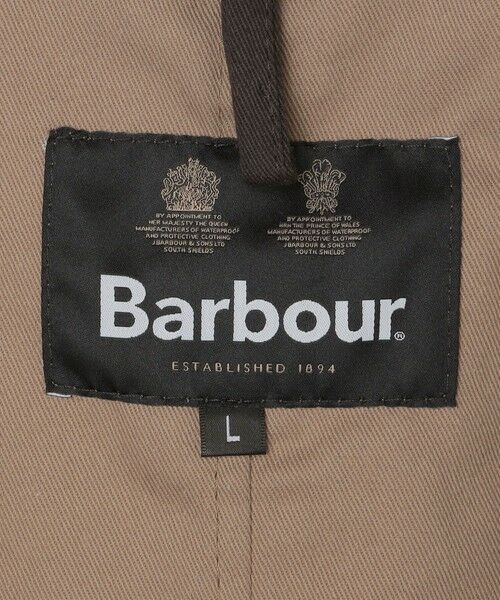 BY APPOINTMENT TO
HER MAJESTY THE QUEEN
MANUFACTURERS OF WATERPROOF
AND PROTECTIVE CLOTHING
J BARBOUR & SONS LTD
SOUTH SHIELDS
BY APPOINTMENT TO
HRH THE PRINCE OF WALES
MANUFACTURERS OF WATERPROOF
AND PROTECTIVE CLOTHING
J BARBOUR & SONS LTD
SOUTH SHIELDS
Barbour®
ESTABLISHED 1894
L